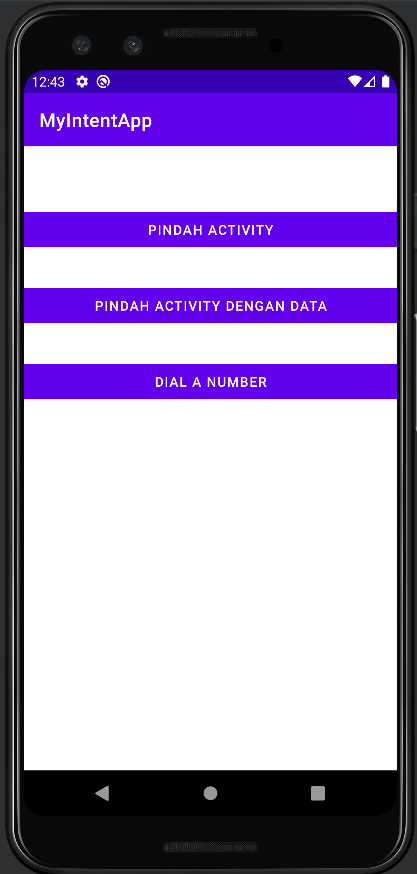 12:43
MyIntentApp
PINDAH ACTIVITY
PINDAH ACTIVITY DENGAN DATA
DIAL A NUMBER